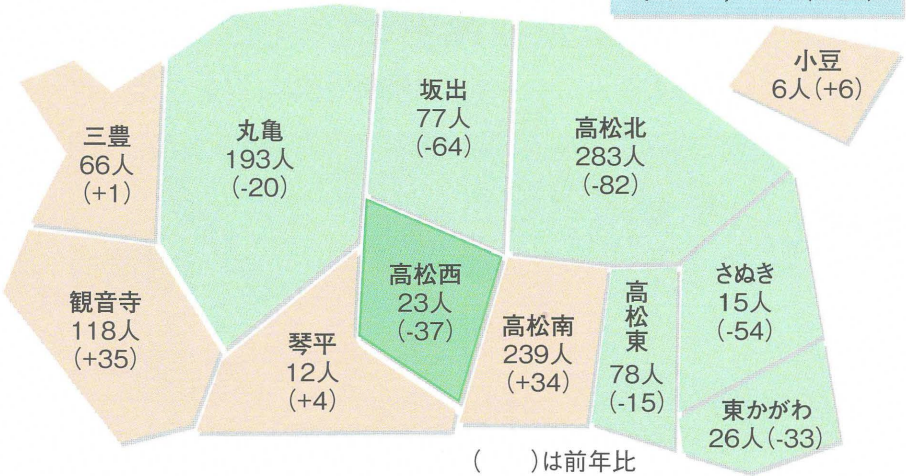 小豆
6人(+6)
三豊
66人
(+1)
丸亀
193人
(-20)
坂出
77人
(-64)
高松北
283人
(-82)
観音寺
118人
(+35)
琴平
12人
(+4)
高松西
23人
(-37)
高松南
239人
(+34)
高松東
78人
(-15)
さぬき
15人
(-54)
東かがわ
26人(-33)
(　　)は前年比